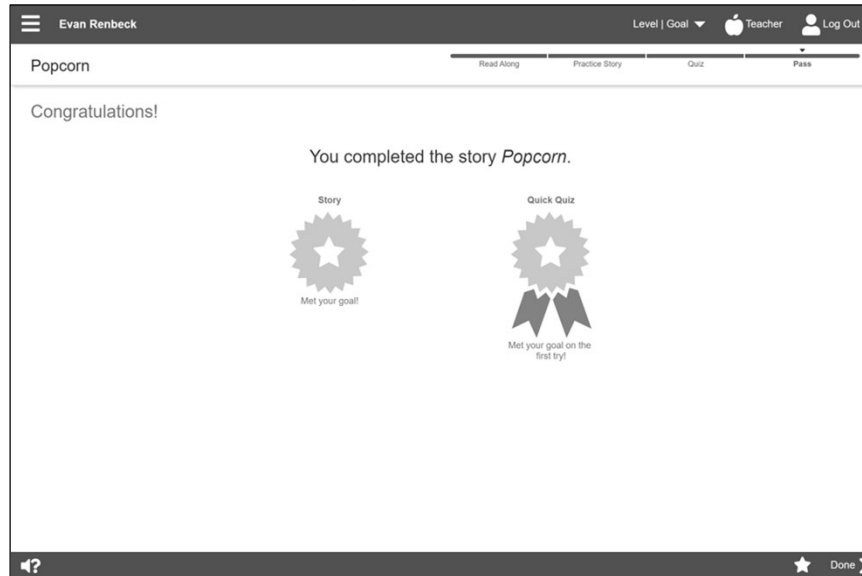 Evan Renbeck
Level | Goal
Teacher
Log Out
Popcorn
Read Along
Practice Story
Quiz
Pass
Congratulations!
You completed the story Popcorn.
Story
Quick Quiz
Met your goal!
Met your goal on the
first try!
?
Done